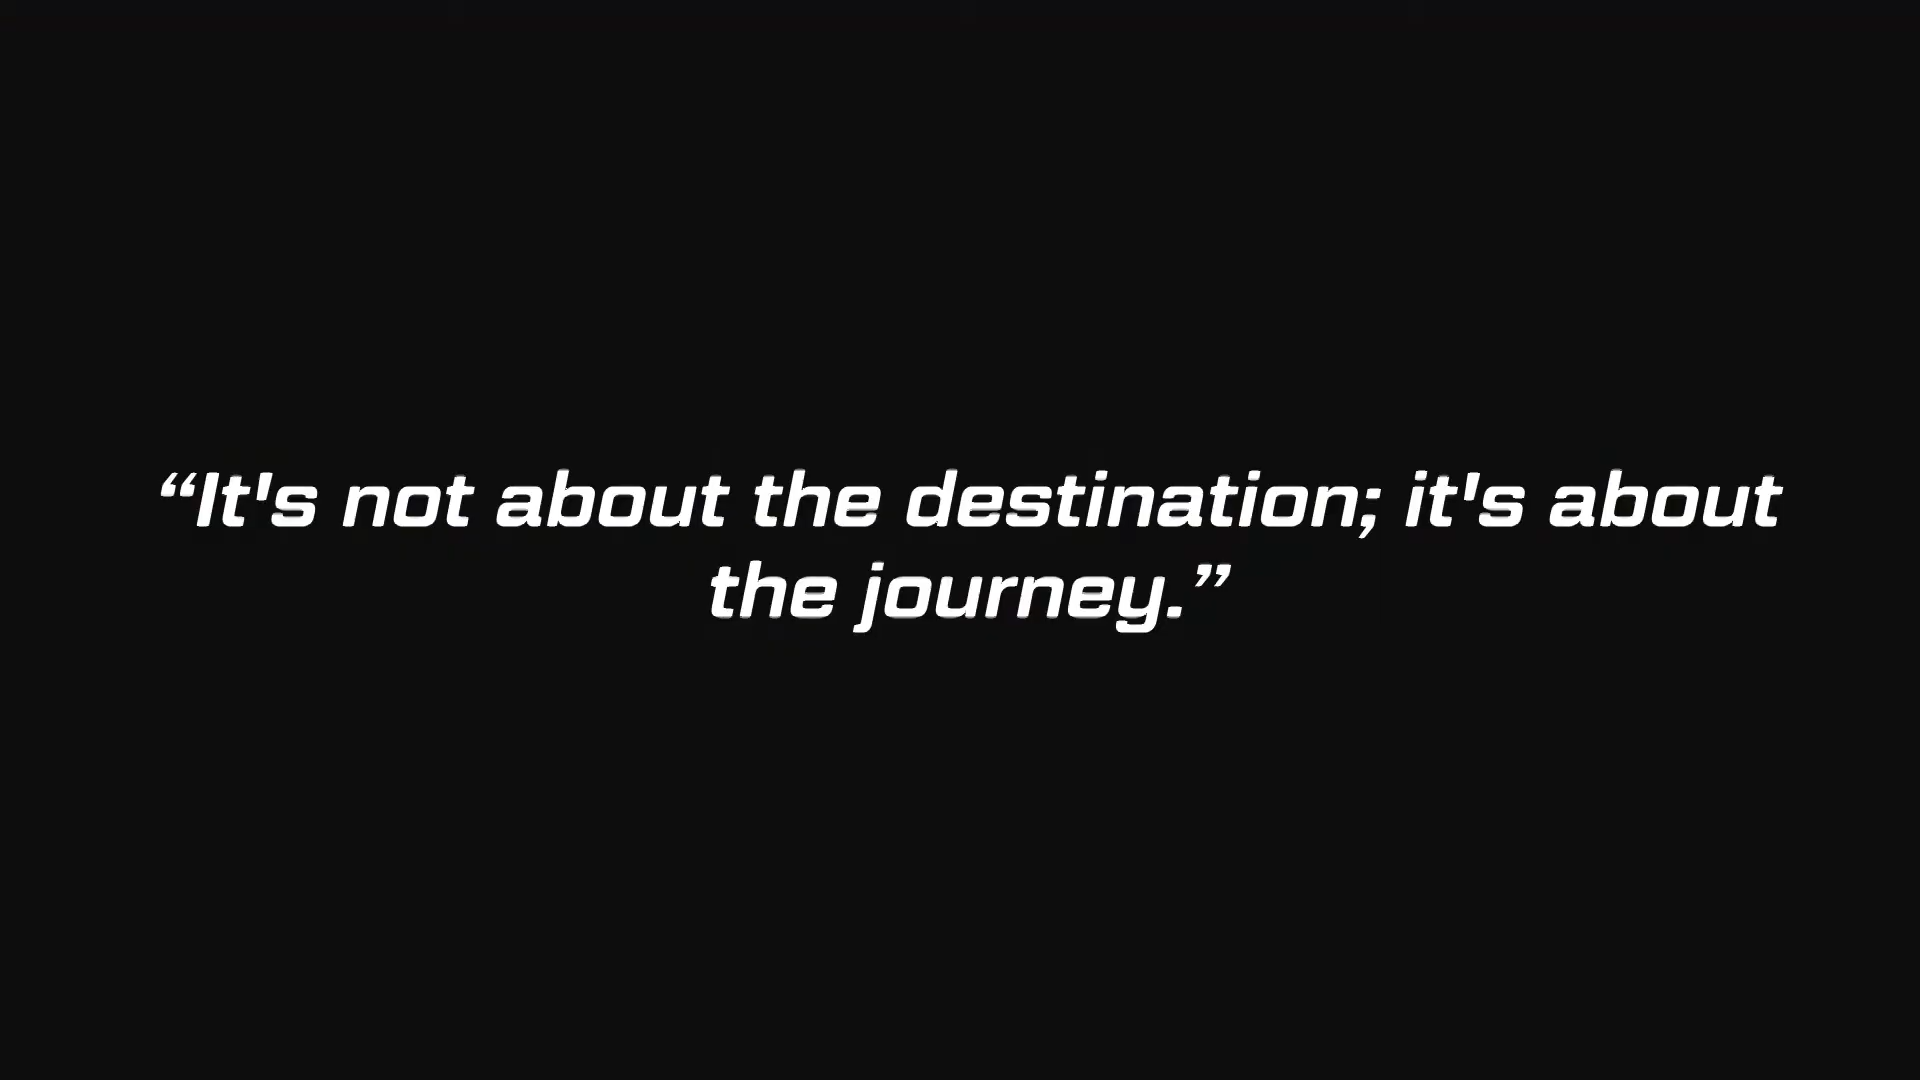 “It's not about the destination; it's about
the journey.”